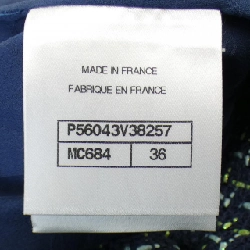 MADE IN FRANCE
FABRIQUE EN FRANCE
P56043V38257
MC684 36